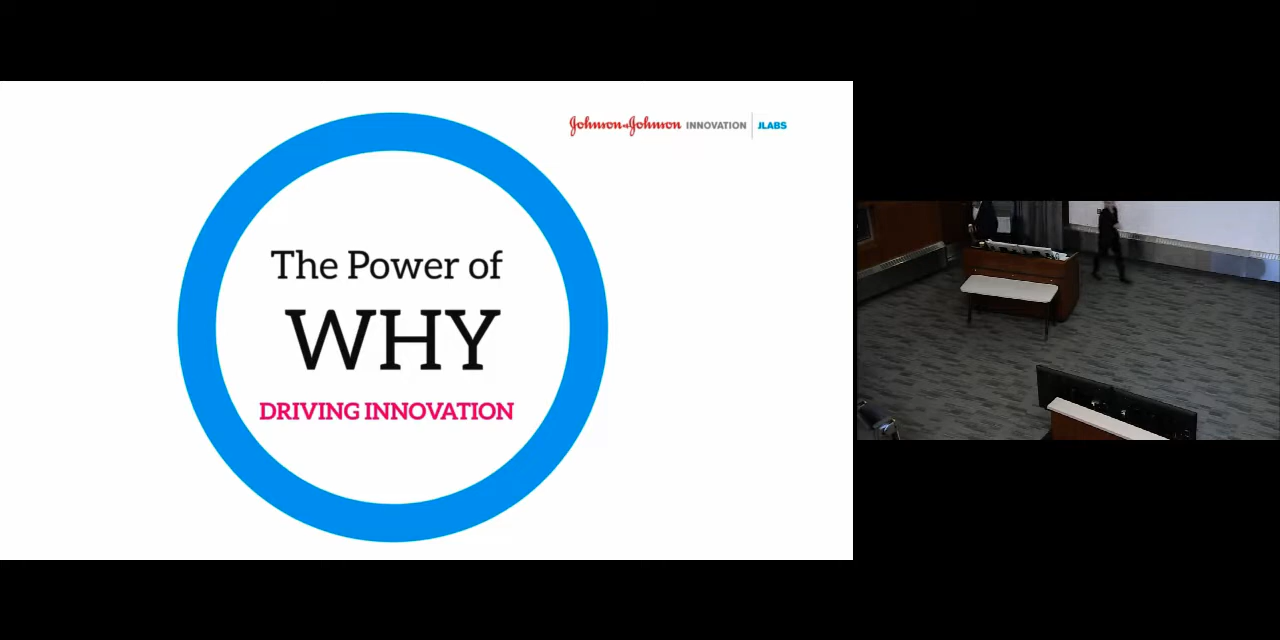 Johnson&Johnson INNOVATION JLABS
The Power of
WHY
DRIVING INNOVATION